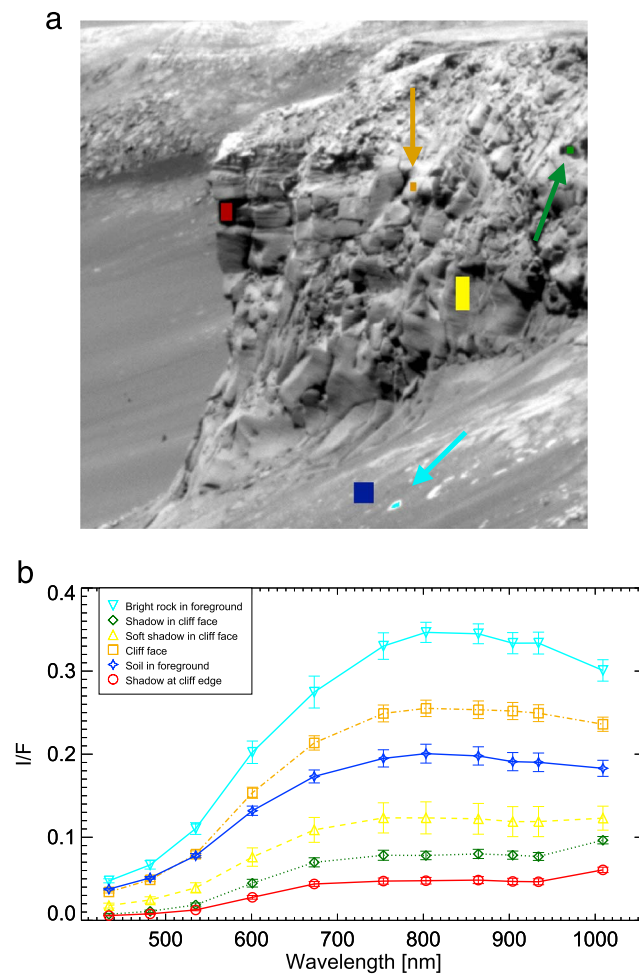 a
b
0.4
0.3
0.2
0.1
0.0
I/F
Bright rock in foreground
Shadow in cliff face
Soft shadow in cliff face
Cliff face
Soil in foreground
Shadow at cliff edge
500 600 700 800 900 1000
Wavelength [nm]